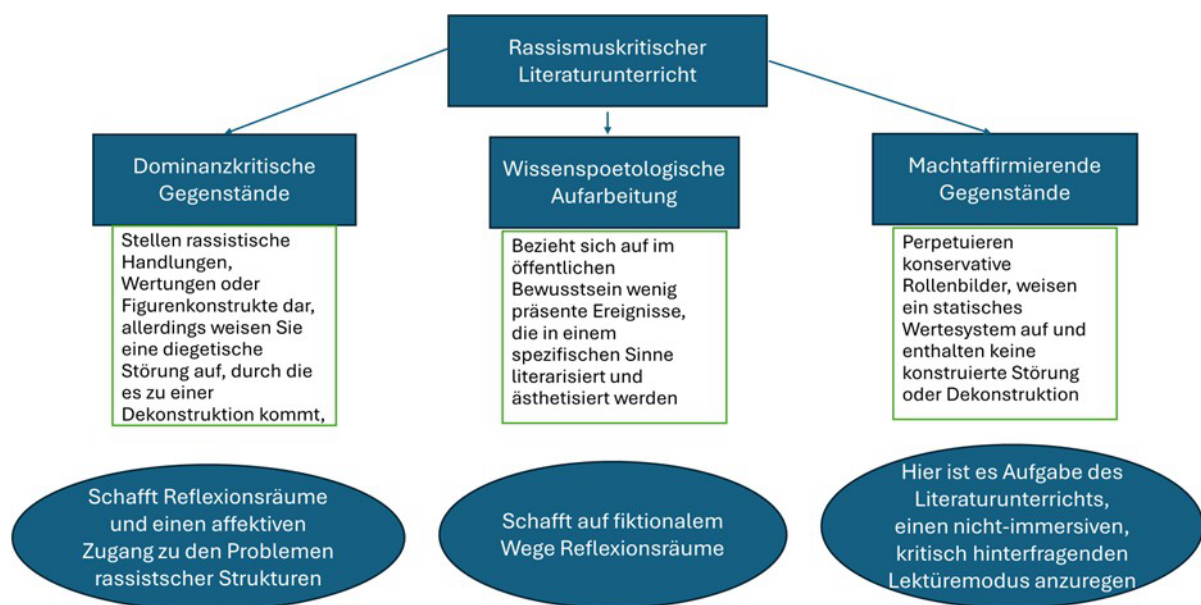 Rassismuskritischer
Literaturunterricht
Dominanzkritische
Gegenstände
Stellen rassistische
Handlungen,
Wertungen oder
Figurenkonstrukte dar,
allerdings weisen Sie
eine diegetische
Störung auf, durch die
es zu einer
Dekonstruktion kommt,
Schafft Reflexionsräume
und einen affektiven
Zugang zu den Problemen
rassistscher Strukturen
Wissenspoetologische
Aufarbeitung
Bezieht sich auf im
öffentlichen
Bewusstsein wenig
präsente Ereignisse,
die in einem
spezifischen Sinne
literarisiert und
ästhetisiert werden
Schafft auf fiktionalem
Wege Reflexionsräume
Machtaffirmierende
Gegenstände
Perpetuieren
konservative
Rollenbilder, weisen
ein statisches
Wertesystem auf und
enthalten keine
konstruierte Störung
oder Dekonstruktion
Hier ist es Aufgabe des
Literaturunterrichts,
einen nicht-immersiven,
kritisch hinterfragenden
Lektüremodus anzuregen